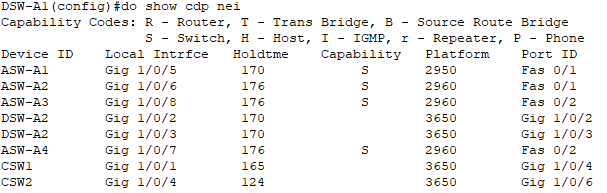 DSW-A1(config)#do show cdp nei
Capability Codes: R - Router, T - Trans Bridge, B - Source Route Bridge
S - Switch, H - Host, I - IGMP, r - Repeater, P - Phone
Device ID    Local Intrfce   Holdtme    Capability   Platform    Port ID
ASW-A1       Gig 1/0/5        170            S       2950        Fas 0/1
ASW-A2       Gig 1/0/6        176            S       2960        Fas 0/1
ASW-A3       Gig 1/0/8        176            S       2960        Fas 0/2
DSW-A2       Gig 1/0/2        170                    3650        Gig 1/0/2
DSW-A2       Gig 1/0/3        170                    3650        Gig 1/0/3
ASW-A4       Gig 1/0/7        176            S       2960        Fas 0/2
CSW1         Gig 1/0/1        165                    3650        Gig 1/0/4
CSW2         Gig 1/0/4        124                    3650        Gig 1/0/6